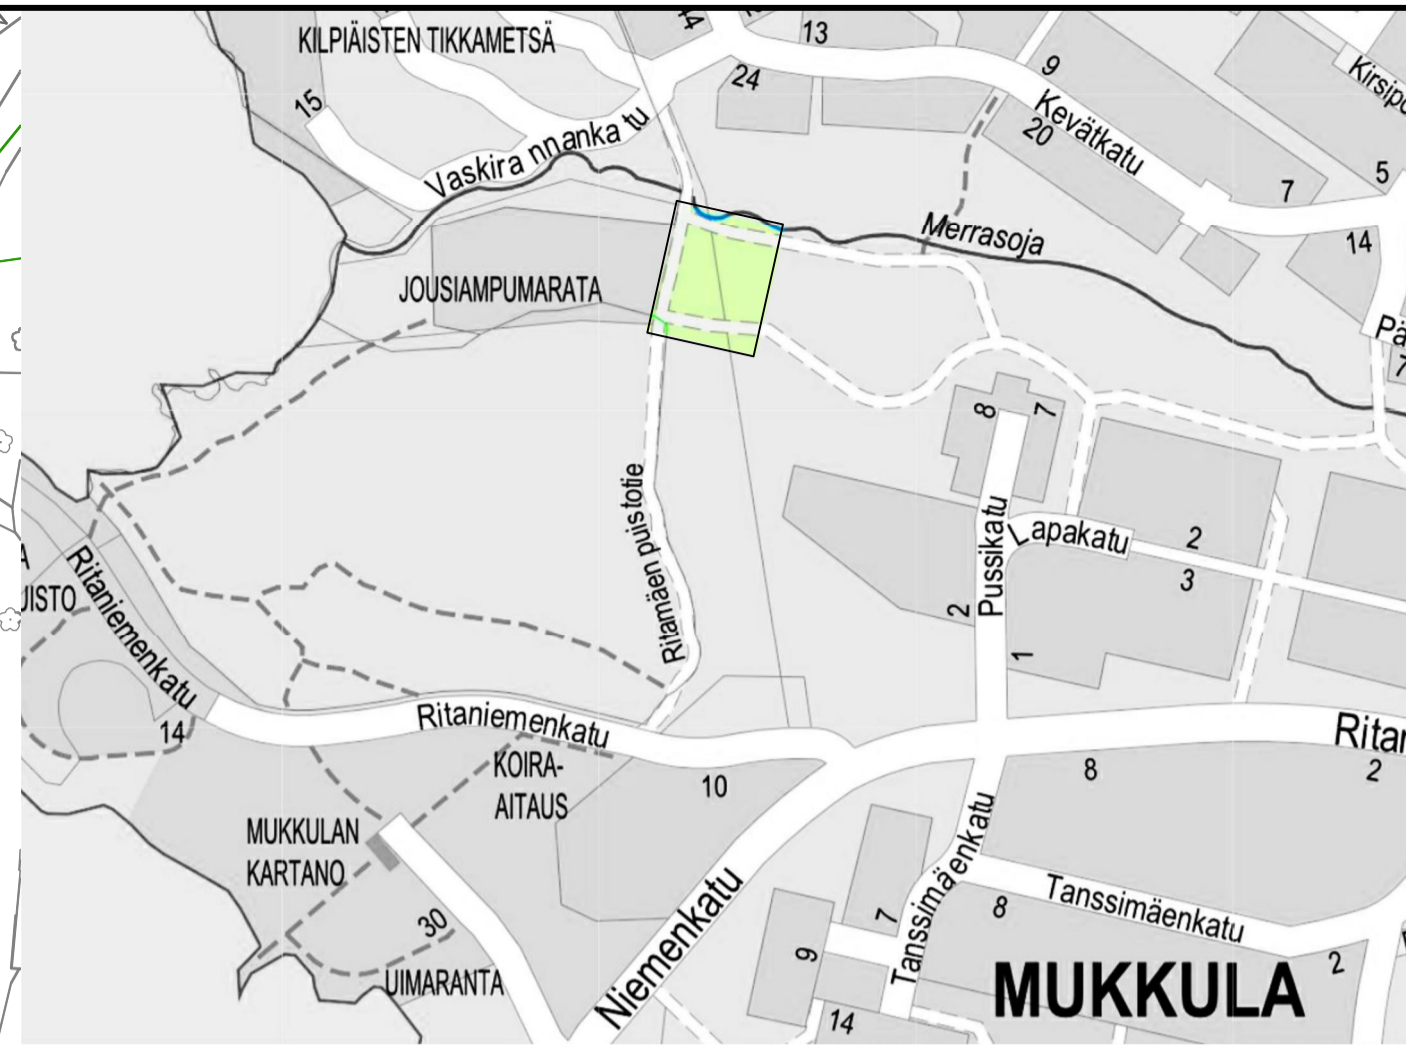 KILPIÄISTEN TIKKAMETSÄ
13
24
9
Kevätkatu
20
7
5
14
15
Vaskira nnanka tu
Merrasoja
JOUSIAMPUMARATA
7
8
7
Ritamäen puistotie
Pussikatu
Lapakatu
2
3
2
1
UISTO
Ritaniemenkatu
14
Ritaniemenkatu
KOIRA-
AITAUS
10
8
2
MUKKULAN
KARTANO
30
UIMARANTA
Niemenkatu
Tanssimäenkatu
7
9
8
Tanssimäenkatu
2
14
MUKKULA